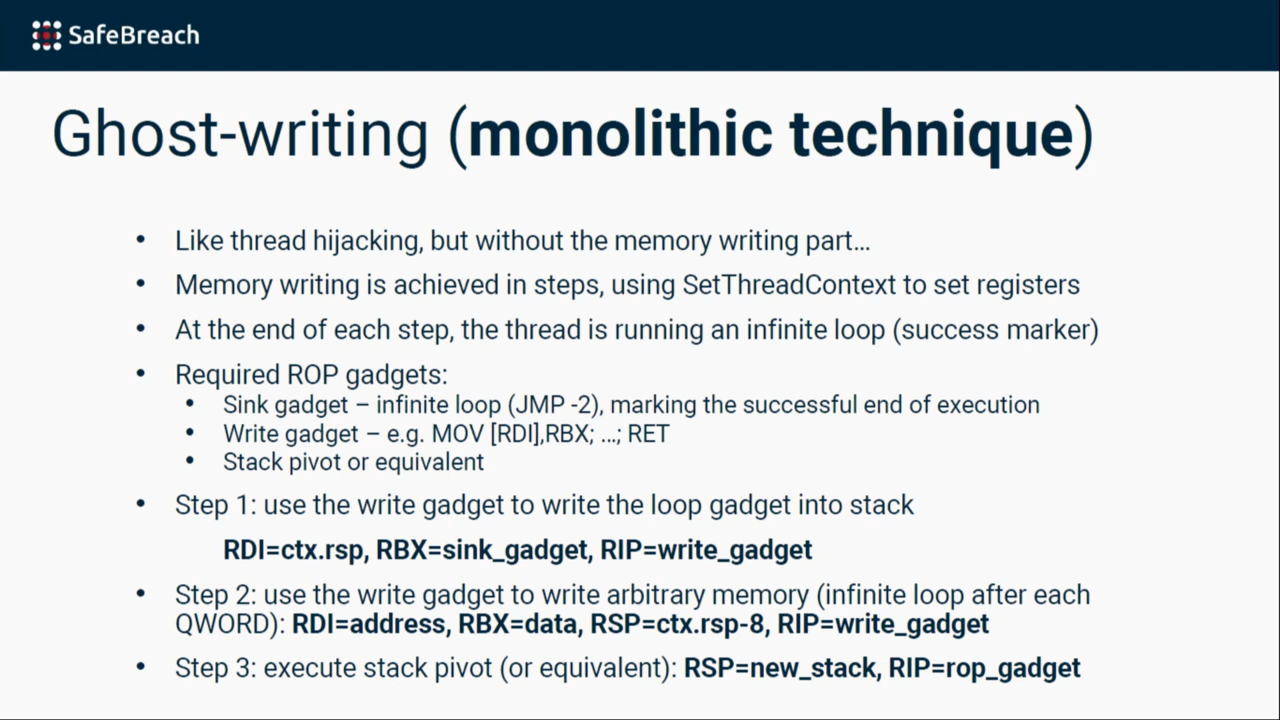 SafeBreach
Ghost-writing (monolithic technique)
• Like thread hijacking, but without the memory writing part...
• Memory writing is achieved in steps, using SetThreadContext to set registers
• At the end of each step, the thread is running an infinite loop (success marker)
• Required ROP gadgets:
• Sink gadget – infinite loop (JMP -2), marking the successful end of execution
• Write gadget – e.g. MOV [RDI],RBX; ...; RET
• Stack pivot or equivalent
• Step 1: use the write gadget to write the loop gadget into stack
RDI=ctx.rsp, RBX=sink_gadget, RIP=write_gadget
• Step 2: use the write gadget to write arbitrary memory (infinite loop after each
QWORD): RDI=address, RBX=data, RSP=ctx.rsp-8, RIP=write_gadget
• Step 3: execute stack pivot (or equivalent): RSP=new_stack, RIP=rop_gadget